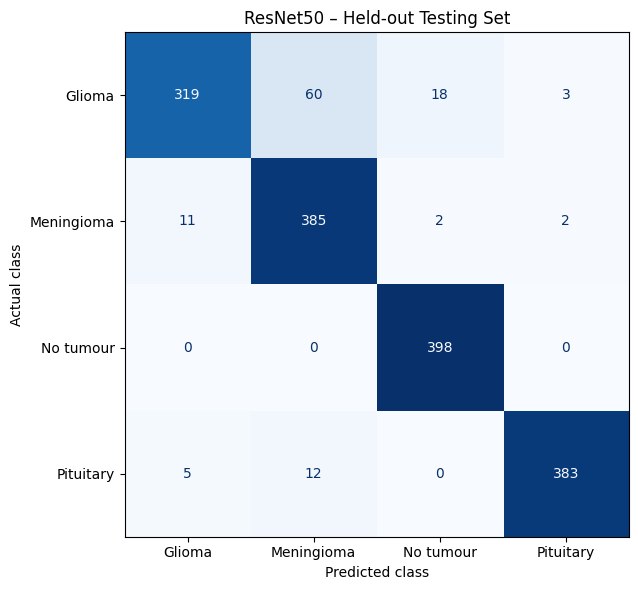 ResNet50 – Held-out Testing Set
Glioma 319 60 18 3
Meningioma 11 385 2 2
No tumour 0 0 398 0
Pituitary 5 12 0 383
Glioma Meningioma No tumour Pituitary
Predicted class
Actual class